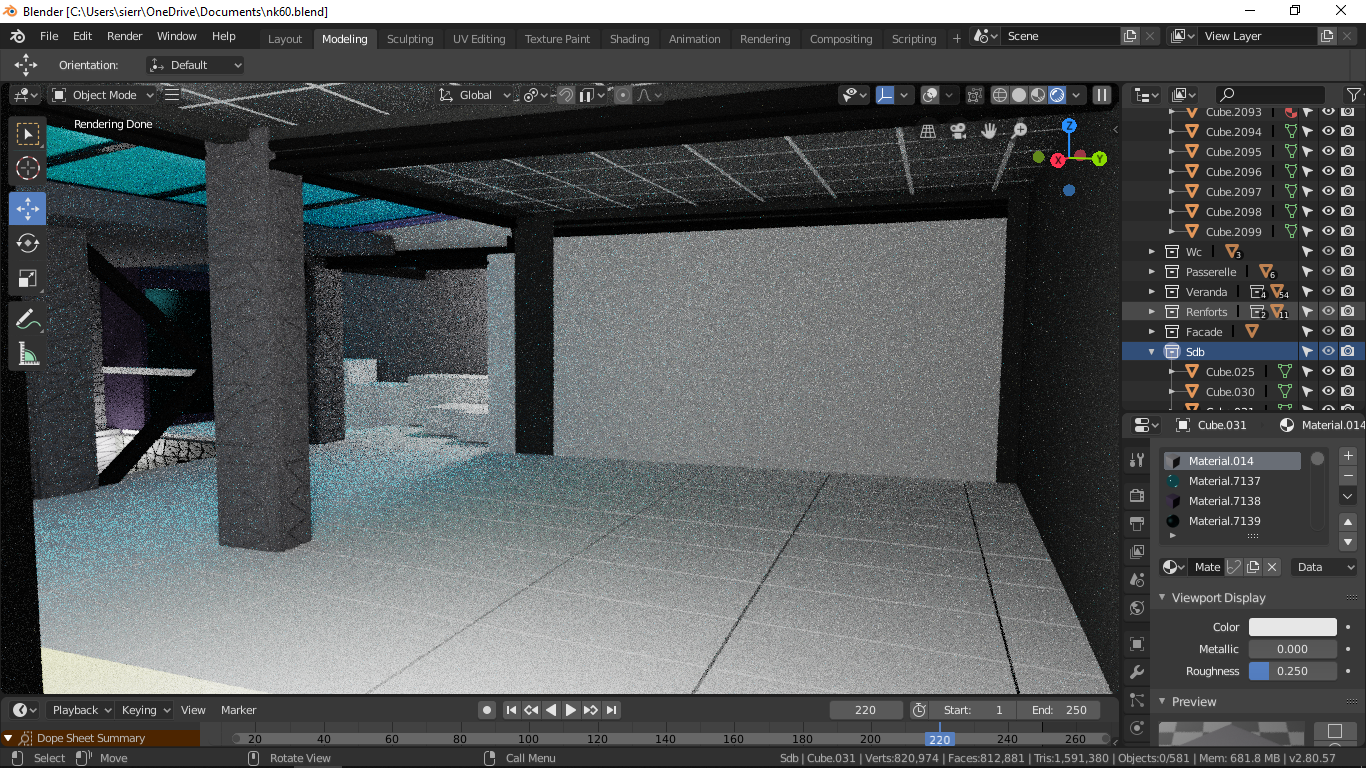 Blender [C:\Users\sierr\OneDrive\Documents\nk60.blend]
File Edit Render Window Help Layout Modeling Sculpting UV Editing Texture Paint Shading Animation Rendering Compositing Scripting + Scene View Layer
Orientation: Default
Object Mode Global
Rendering Done
Z
X Y
Cube.2093
Cube.2094
Cube.2095
Cube.2096
Cube.2097
Cube.2098
Cube.2099
Wc 3
Passerelle 6
Veranda 4 54
Renforts 2 11
Facade
Sdb
Cube.025
Cube.030
Cube.031
Cube.031 Material.014
Material.014
Material.7137
Material.7138
Material.7139
Mate Data
Viewport Display
Color
Metallic 0.000
Roughness 0.250
Preview
Playback Keying View Marker 220 Start: 1 End: 250
Dope Sheet Summary 20 40 60 80 100 120 140 160 180 200 220 240 260
Select Move Rotate View Call Menu Sdb | Cube.031 | Verts:820,974 | Faces:812,881 | Tris:1,591,380 | Objects:0/581 | Mem: 681.8 MB | v2.80.57